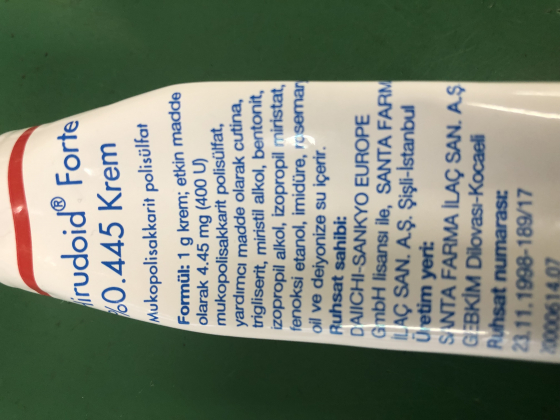 irudoid® Forte
%0.445 Krem
Mukopolisakkarit polisülfat
Formül: 1 g krem; etkin madde
olarak 4.45 mg (400 U)
mukopolisakkarit polisülfat,
yardımcı madde olarak cutina,
trigliserit, miristil alkol, bentonit,
izopropil alkol, izopropil miristat,
fenoksi etanol, imidüre, rosemary
oil ve deiyonize su içerir.
Ruhsat sahibi:
DAIICHI-SANKYO EUROPE
GmbH lisansı ile, SANTA FARM
İLAÇ SAN. A.Ş. Şişli-İstanbul
Üretim yeri:
SANTA FARMA İLAÇ SAN. A.Ş.
GEBKİM Dilovası-Kocaeli
Ruhsat numarası:
23.11.1998-189/17